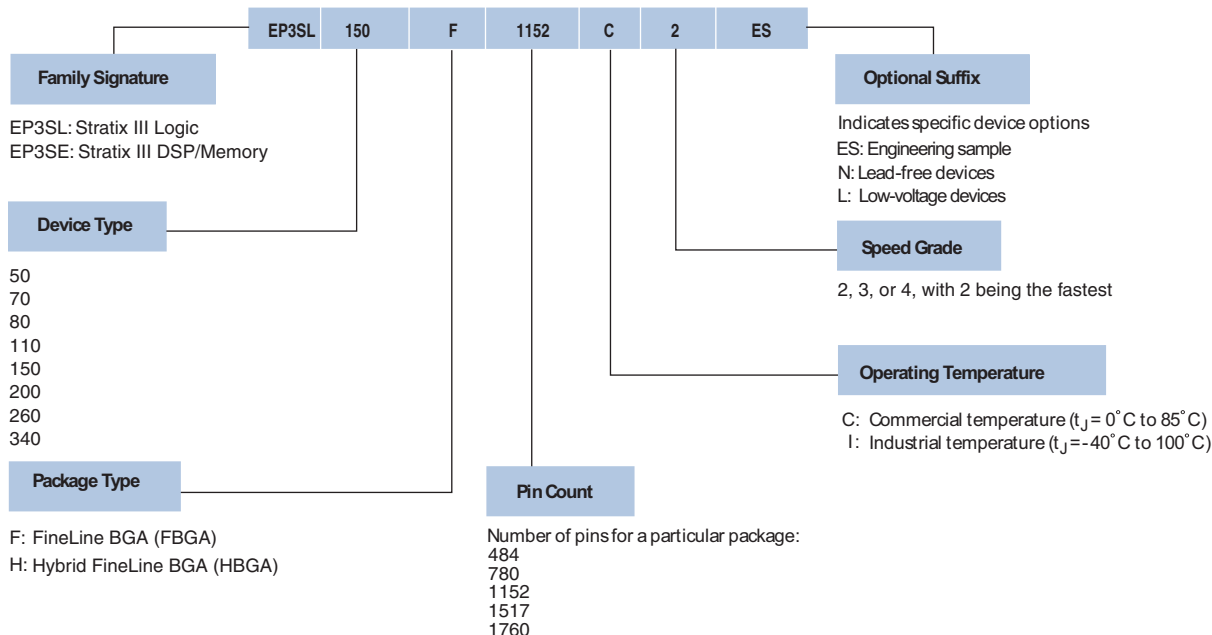 EP3SL 150 F 1152 C 2 ES
Family Signature
EP3SL: Stratix III Logic
EP3SE: Stratix III DSP/Memory
Optional Suffix
Indicates specific device options
ES: Engineering sample
N: Lead-free devices
L: Low-voltage devices
Device Type
50
70
80
110
150
200
260
340
Speed Grade
2, 3, or 4, with 2 being the fastest
Operating Temperature
C: Commercial temperature (tJ = 0˚C to 85˚C)
I: Industrial temperature (tJ = -40˚C to 100˚C)
Package Type
F: FineLine BGA (FBGA)
H: Hybrid FineLine BGA (HBGA)
Pin Count
Number of pins for a particular package:
484
780
1152
1517
1760